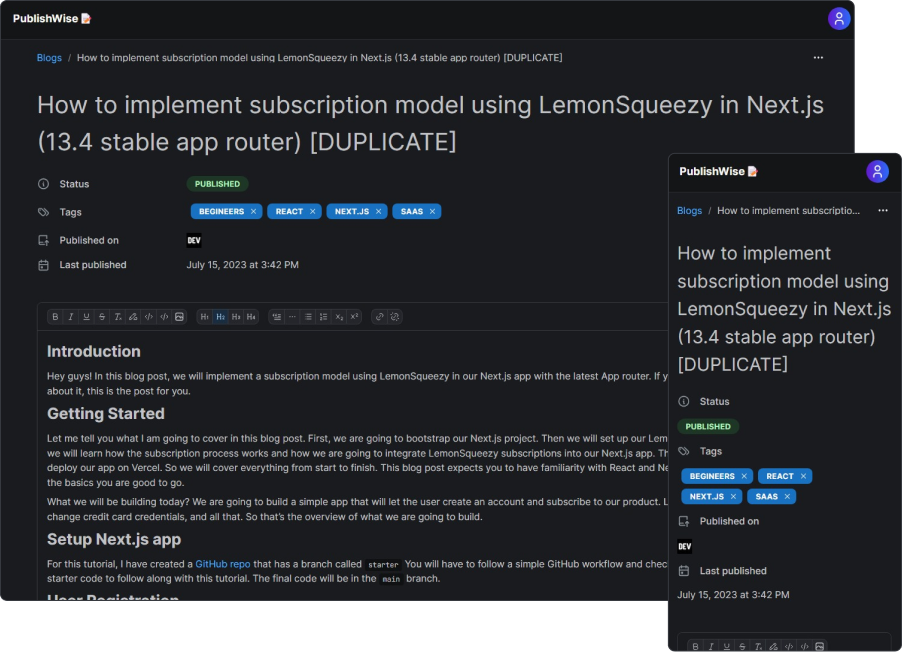 PublishWise
Blogs / How to implement subscription model using LemonSqueezy in Next.js (13.4 stable app router) [DUPLICATE]
How to implement subscription model using LemonSqueezy in Next.js
(13.4 stable app router) [DUPLICATE]
Status PUBLISHED
Tags BEGINEERS × REACT × NEXT.JS × SAAS ×
Published on DEV
Last published July 15, 2023 at 3:42 PM
B I U S H1 H2 H3 H4 x₂ x²
Introduction
Hey guys! In this blog post, we will implement a subscription model using LemonSqueezy in our Next.js app with the latest App router. If y
about it, this is the post for you.
Getting Started
Let me tell you what I am going to cover in this blog post. First, we are going to bootstrap our Next.js project. Then we will set up our Lem
we will learn how the subscription process works and how we are going to integrate LemonSqueezy subscriptions into our Next.js app. Th
deploy our app on Vercel. So we will cover everything from start to finish. This blog post expects you to have familiarity with React and Ne
the basics you are good to go.
What we will be building today? We are going to build a simple app that will let the user create an account and subscribe to our product. L
change credit card credentials, and all that. So that's the overview of what we are going to build.
Setup Next.js app
For this tutorial, I have created a GitHub repo that has a branch called starter You will have to follow a simple GitHub workflow and chec
starter code to follow along with this tutorial. The final code will be in the main branch.
User Registration
PublishWise
Blogs / How to implement subscriptio...
How to implement
subscription model using
LemonSqueezy in Next.js
(13.4 stable app router)
[DUPLICATE]
Status
PUBLISHED
Tags
BEGINEERS × REACT ×
NEXT.JS × SAAS ×
Published on
DEV
Last published
July 15, 2023 at 3:42 PM
B I U S